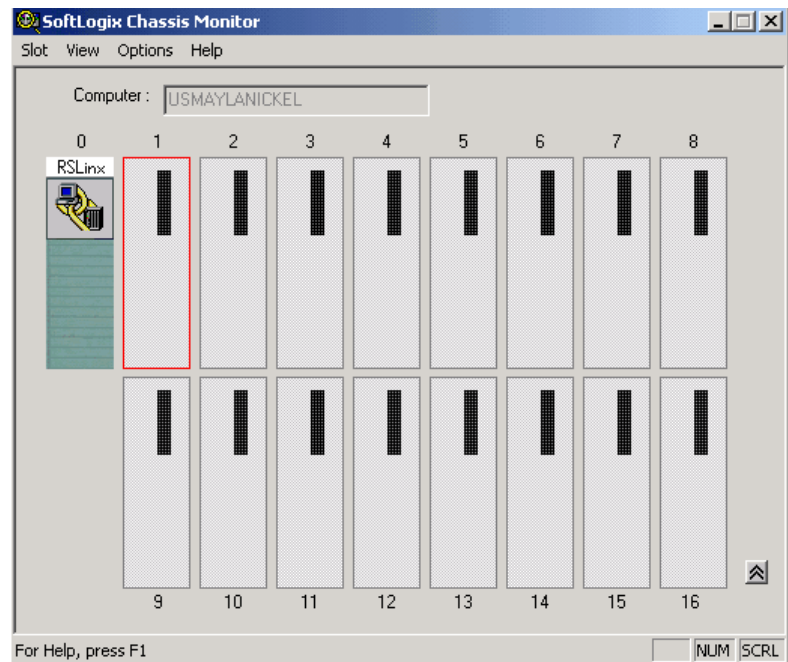 SoftLogix Chassis Monitor
Slot View Options Help
Computer : USMAYLANICKEL
0 1 2 3 4 5 6 7 8
RSLinx
9 10 11 12 13 14 15 16
For Help, press F1 NUM SCRL